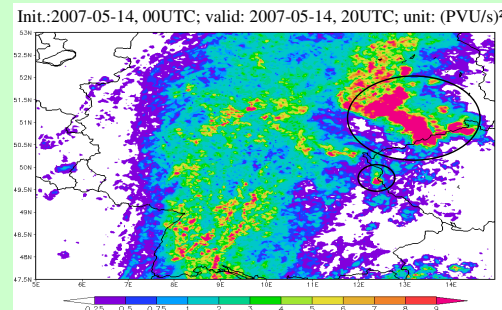 Init.:2007-05-14, 00UTC; valid: 2007-05-14, 20UTC; unit: (PVU/s)²
53N
52.5N
52N
51.5N
51N
50.5N
50N
49.5N
49N
48.5N
48N
47.5N
5E 6E 7E 8E 9E 10E 11E 12E 13E 14E
0.25 0.5 0.75 1 2 3 4 5 6 7 8 9